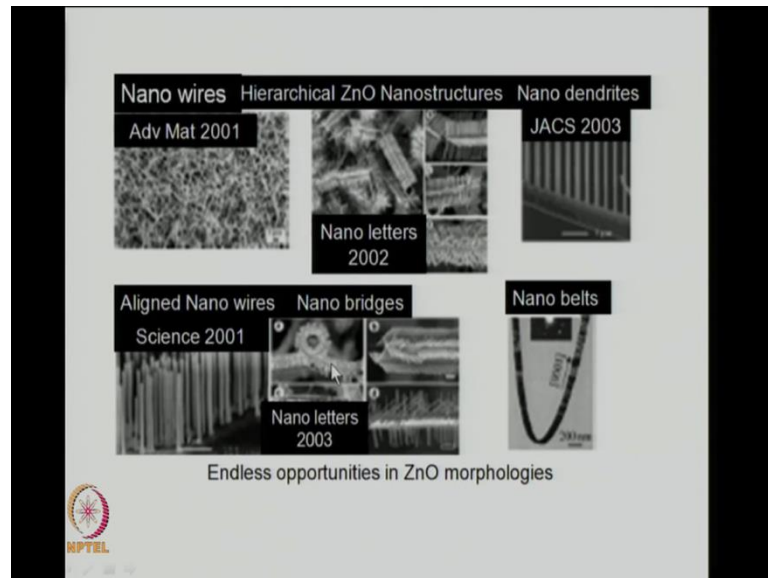 Nano wires
Adv Mat 2001
Hierarchical ZnO Nanostructures
Nano letters
2002
Nano dendrites
JACS 2003
Aligned Nano wires
Science 2001
Nano bridges
Nano letters
2003
Nano belts
[0001]
200 nm
Endless opportunities in ZnO morphologies
NPTEL